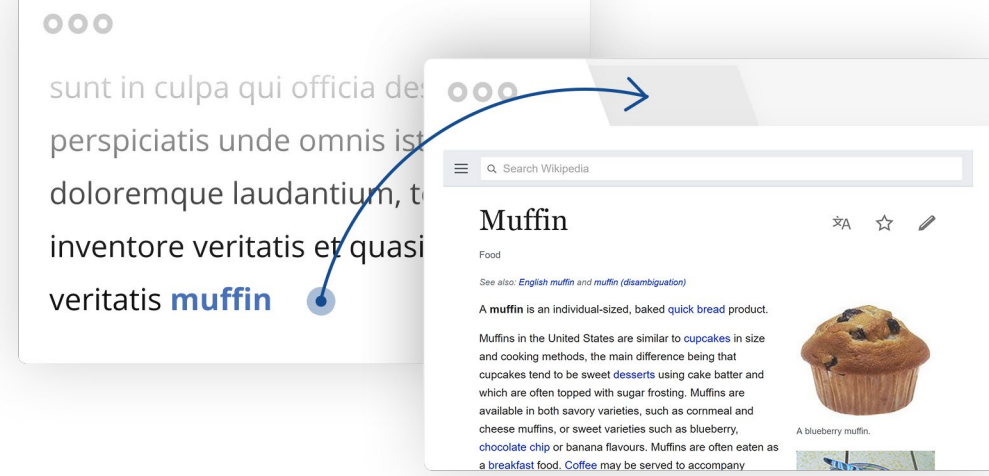 sunt in culpa qui officia
perspiciatis unde omnis
doloremque laudantium,
inventore veritatis et quasi
veritatis muffin
Search Wikipedia
Muffin
Food
See also: English muffin and muffin (disambiguation)
A muffin is an individual-sized, baked quick bread product.
Muffins in the United States are similar to cupcakes in size
and cooking methods, the main difference being that
cupcakes tend to be sweet desserts using cake batter and
which are often topped with sugar frosting. Muffins are
available in both savory varieties, such as cornmeal and
cheese muffins, or sweet varieties such as blueberry,
chocolate chip or banana flavours. Muffins are often eaten as
a breakfast food. Coffee may be served to accompany
A blueberry muffin.